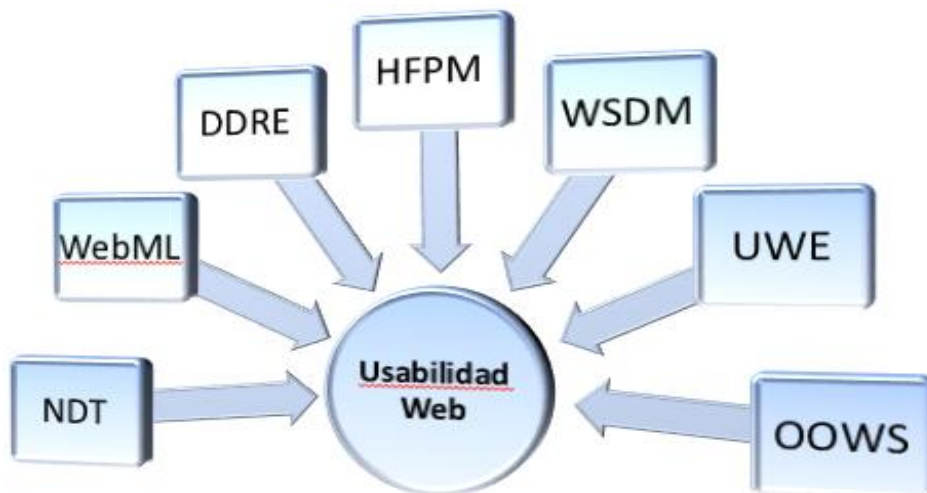 HFPM
DDRE
WSDM
WebML
UWE
NDT
Usabilidad
Web
OOWS